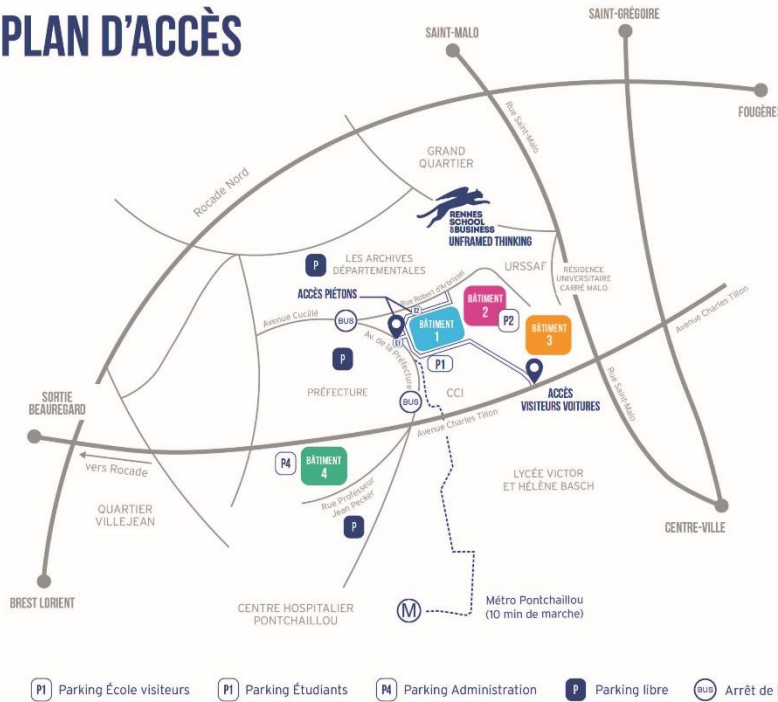 PLAN D'ACCÈS
SAINT-MALO
SAINT-GRÉGOIRE
FOUGÈRES
Rue Saint-Malo
Rocade Nord
GRAND
QUARTIER
RENNES
SCHOOL
&BUSINESS
UNFRAMED THINKING
P
LES ARCHIVES
DÉPARTEMENTALES
URSSAF
RÉSIDENCE
UNIVERSITAIRE
CARRÉ MALO
ACCÈS PIÉTONS
Rue Robert d'Arbrissel
Avenue Cucillé
BUS
E2
E1
BÂTIMENT
1
BÂTIMENT
2
P2
BÂTIMENT
3
Avenue Charles Tillon
Av. de la Préfecture
P
P1
PRÉFECTURE
CCI
BUS
ACCÈS
VISITEURS VOITURES
Rue Saint-Malo
Avenue Charles Tillon
SORTIE
BEAUREGARD
vers Rocade
P4
BÂTIMENT
4
Rue Professeur
Jean Pecker
P
LYCÉE VICTOR
ET HÉLÈNE BASCH
QUARTIER
VILLEJEAN
CENTRE-VILLE
BREST LORIENT
CENTRE HOSPITALIER
PONTCHAILLOU
M
Métro Pontchaillou
(10 min de marche)
P1 Parking École visiteurs
P1 Parking Étudiants
P4 Parking Administration
P Parking libre
BUS Arrêt de